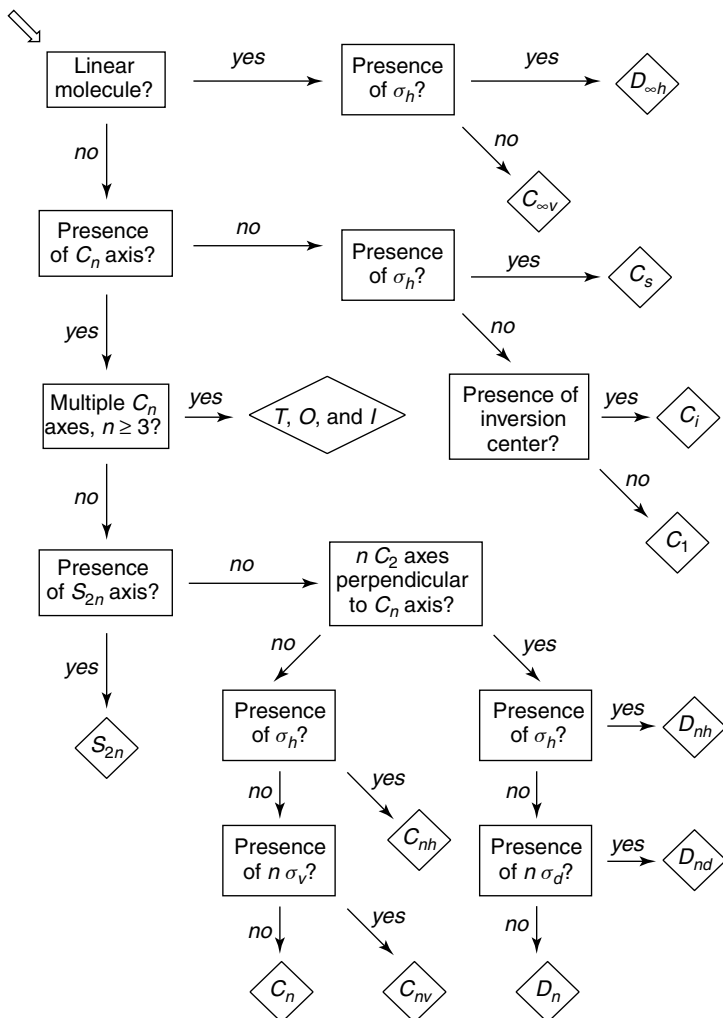 Linear
molecule?
yes
Presence
of σh?
yes
D∞h
no
no
C∞v
Presence
of Cn axis?
no
Presence
of σh?
yes
Cs
yes
no
Multiple Cn
axes, n ≥ 3?
yes
T, O, and I
Presence of
inversion
center?
yes
Ci
no
no
C1
Presence
of S2n axis?
no
n C2 axes
perpendicular
to Cn axis?
yes
no
yes
S2n
Presence
of σh?
Presence
of σh?
yes
Dnh
no
yes
no
Cnh
Presence
of n σv?
Presence
of n σd?
yes
Dnd
no
yes
no
Cn
Cnv
Dn